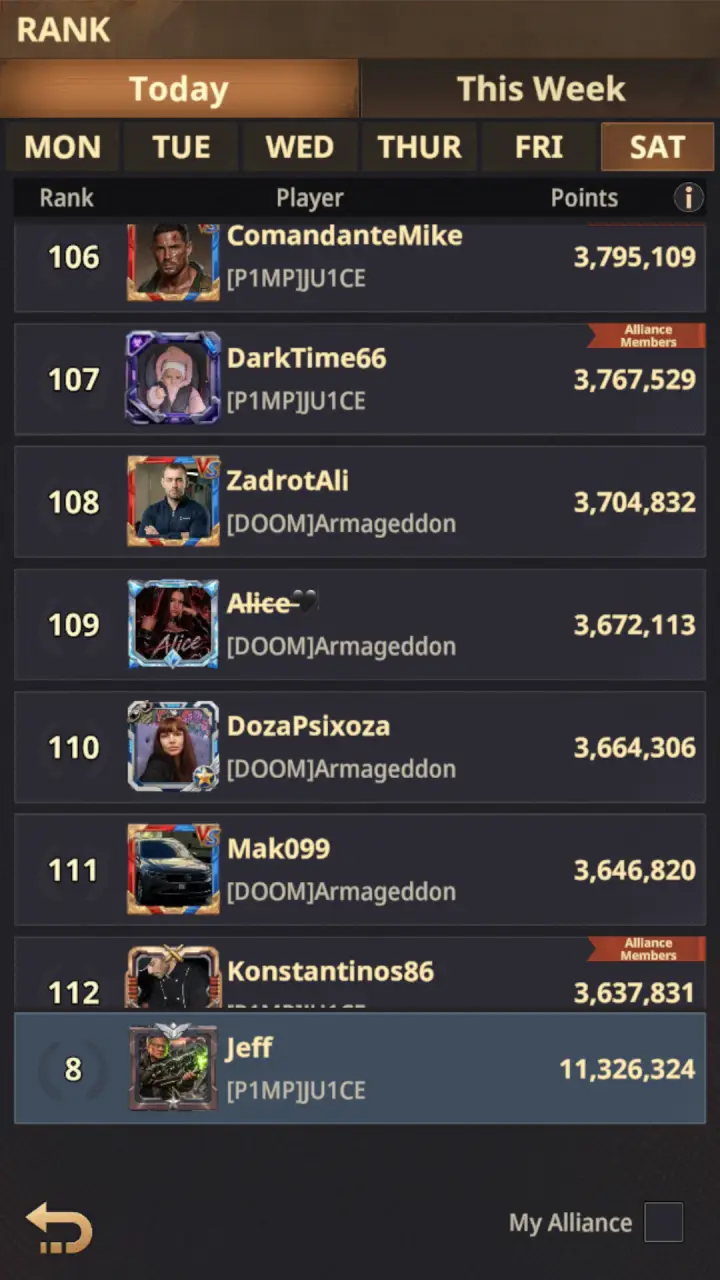 RANK
Today
This Week
MON
TUE
WED
THUR
FRI
SAT
Rank
Player
Points
106
ComandanteMike
[P1MP]JU1CE
3,795,109
107
DarkTime66
[P1MP]JU1CE
Alliance
Members
3,767,529
108
VS
ZadrotAli
[DOOM]Armageddon
3,704,832
109
Alice
Alice🖤
[DOOM]Armageddon
3,672,113
110
DozaPsixoza
[DOOM]Armageddon
3,664,306
111
VS
Mak099
[DOOM]Armageddon
3,646,820
112
Konstantinos86
Alliance
Members
3,637,831
8
Jeff
[P1MP]JU1CE
11,326,324
My Alliance